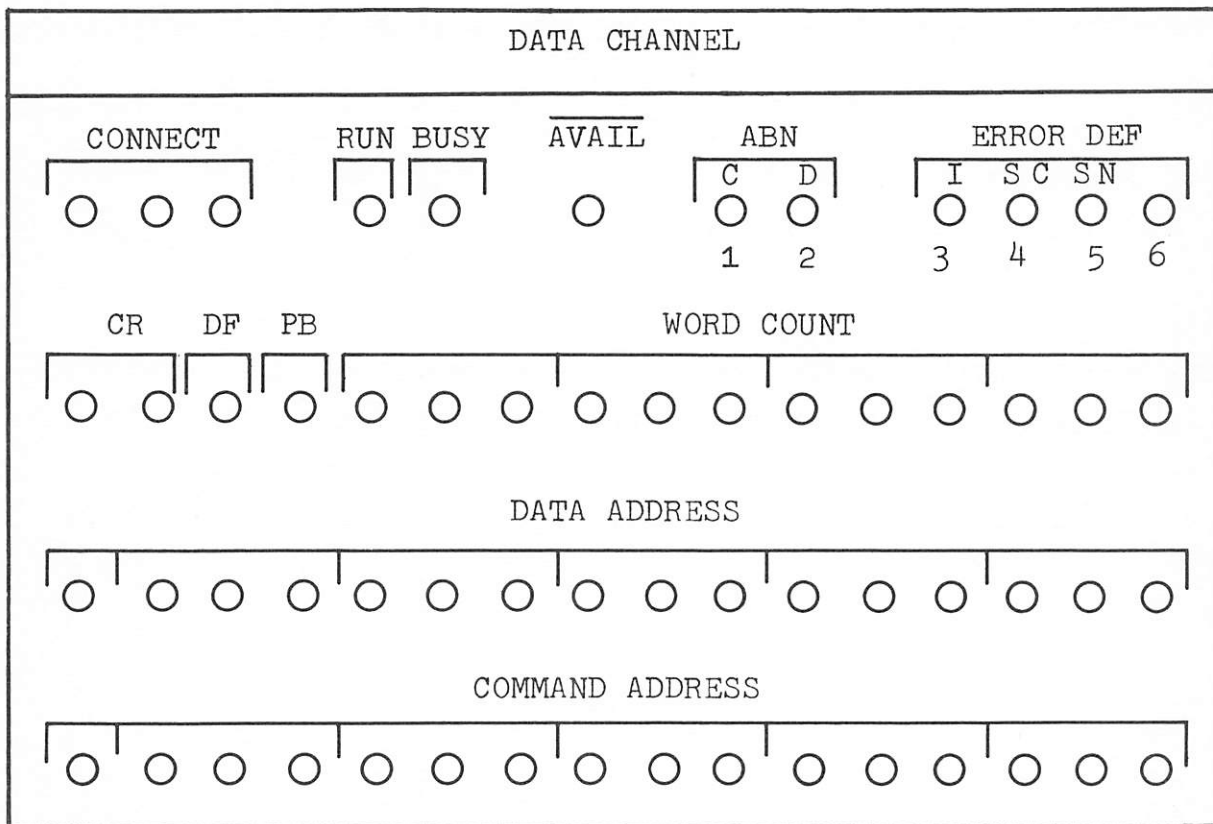 DATA CHANNEL
CONNECT RUN BUSY AVAIL ABN ERROR DEF
C D I SC SN
1 2 3 4 5 6
CR DF PB WORD COUNT
DATA ADDRESS
COMMAND ADDRESS